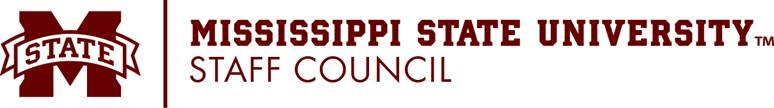 M
STATE
MISSISSIPPI STATE UNIVERSITY™
STAFF COUNCIL